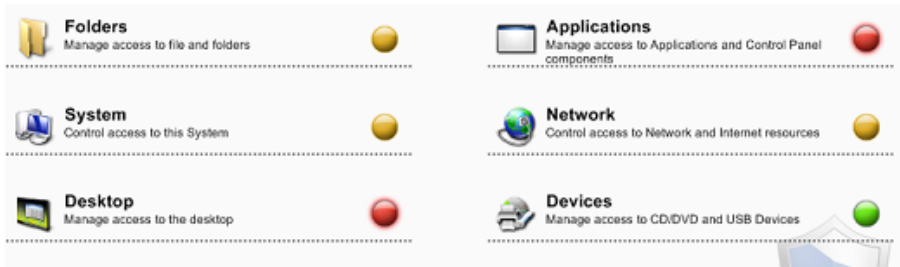 Folders
Manage access to file and folders
Applications
Manage access to Applications and Control Panel
components
System
Control access to this System
Network
Control access to Network and Internet resources
Desktop
Manage access to the desktop
Devices
Manage access to CD/DVD and USB Devices